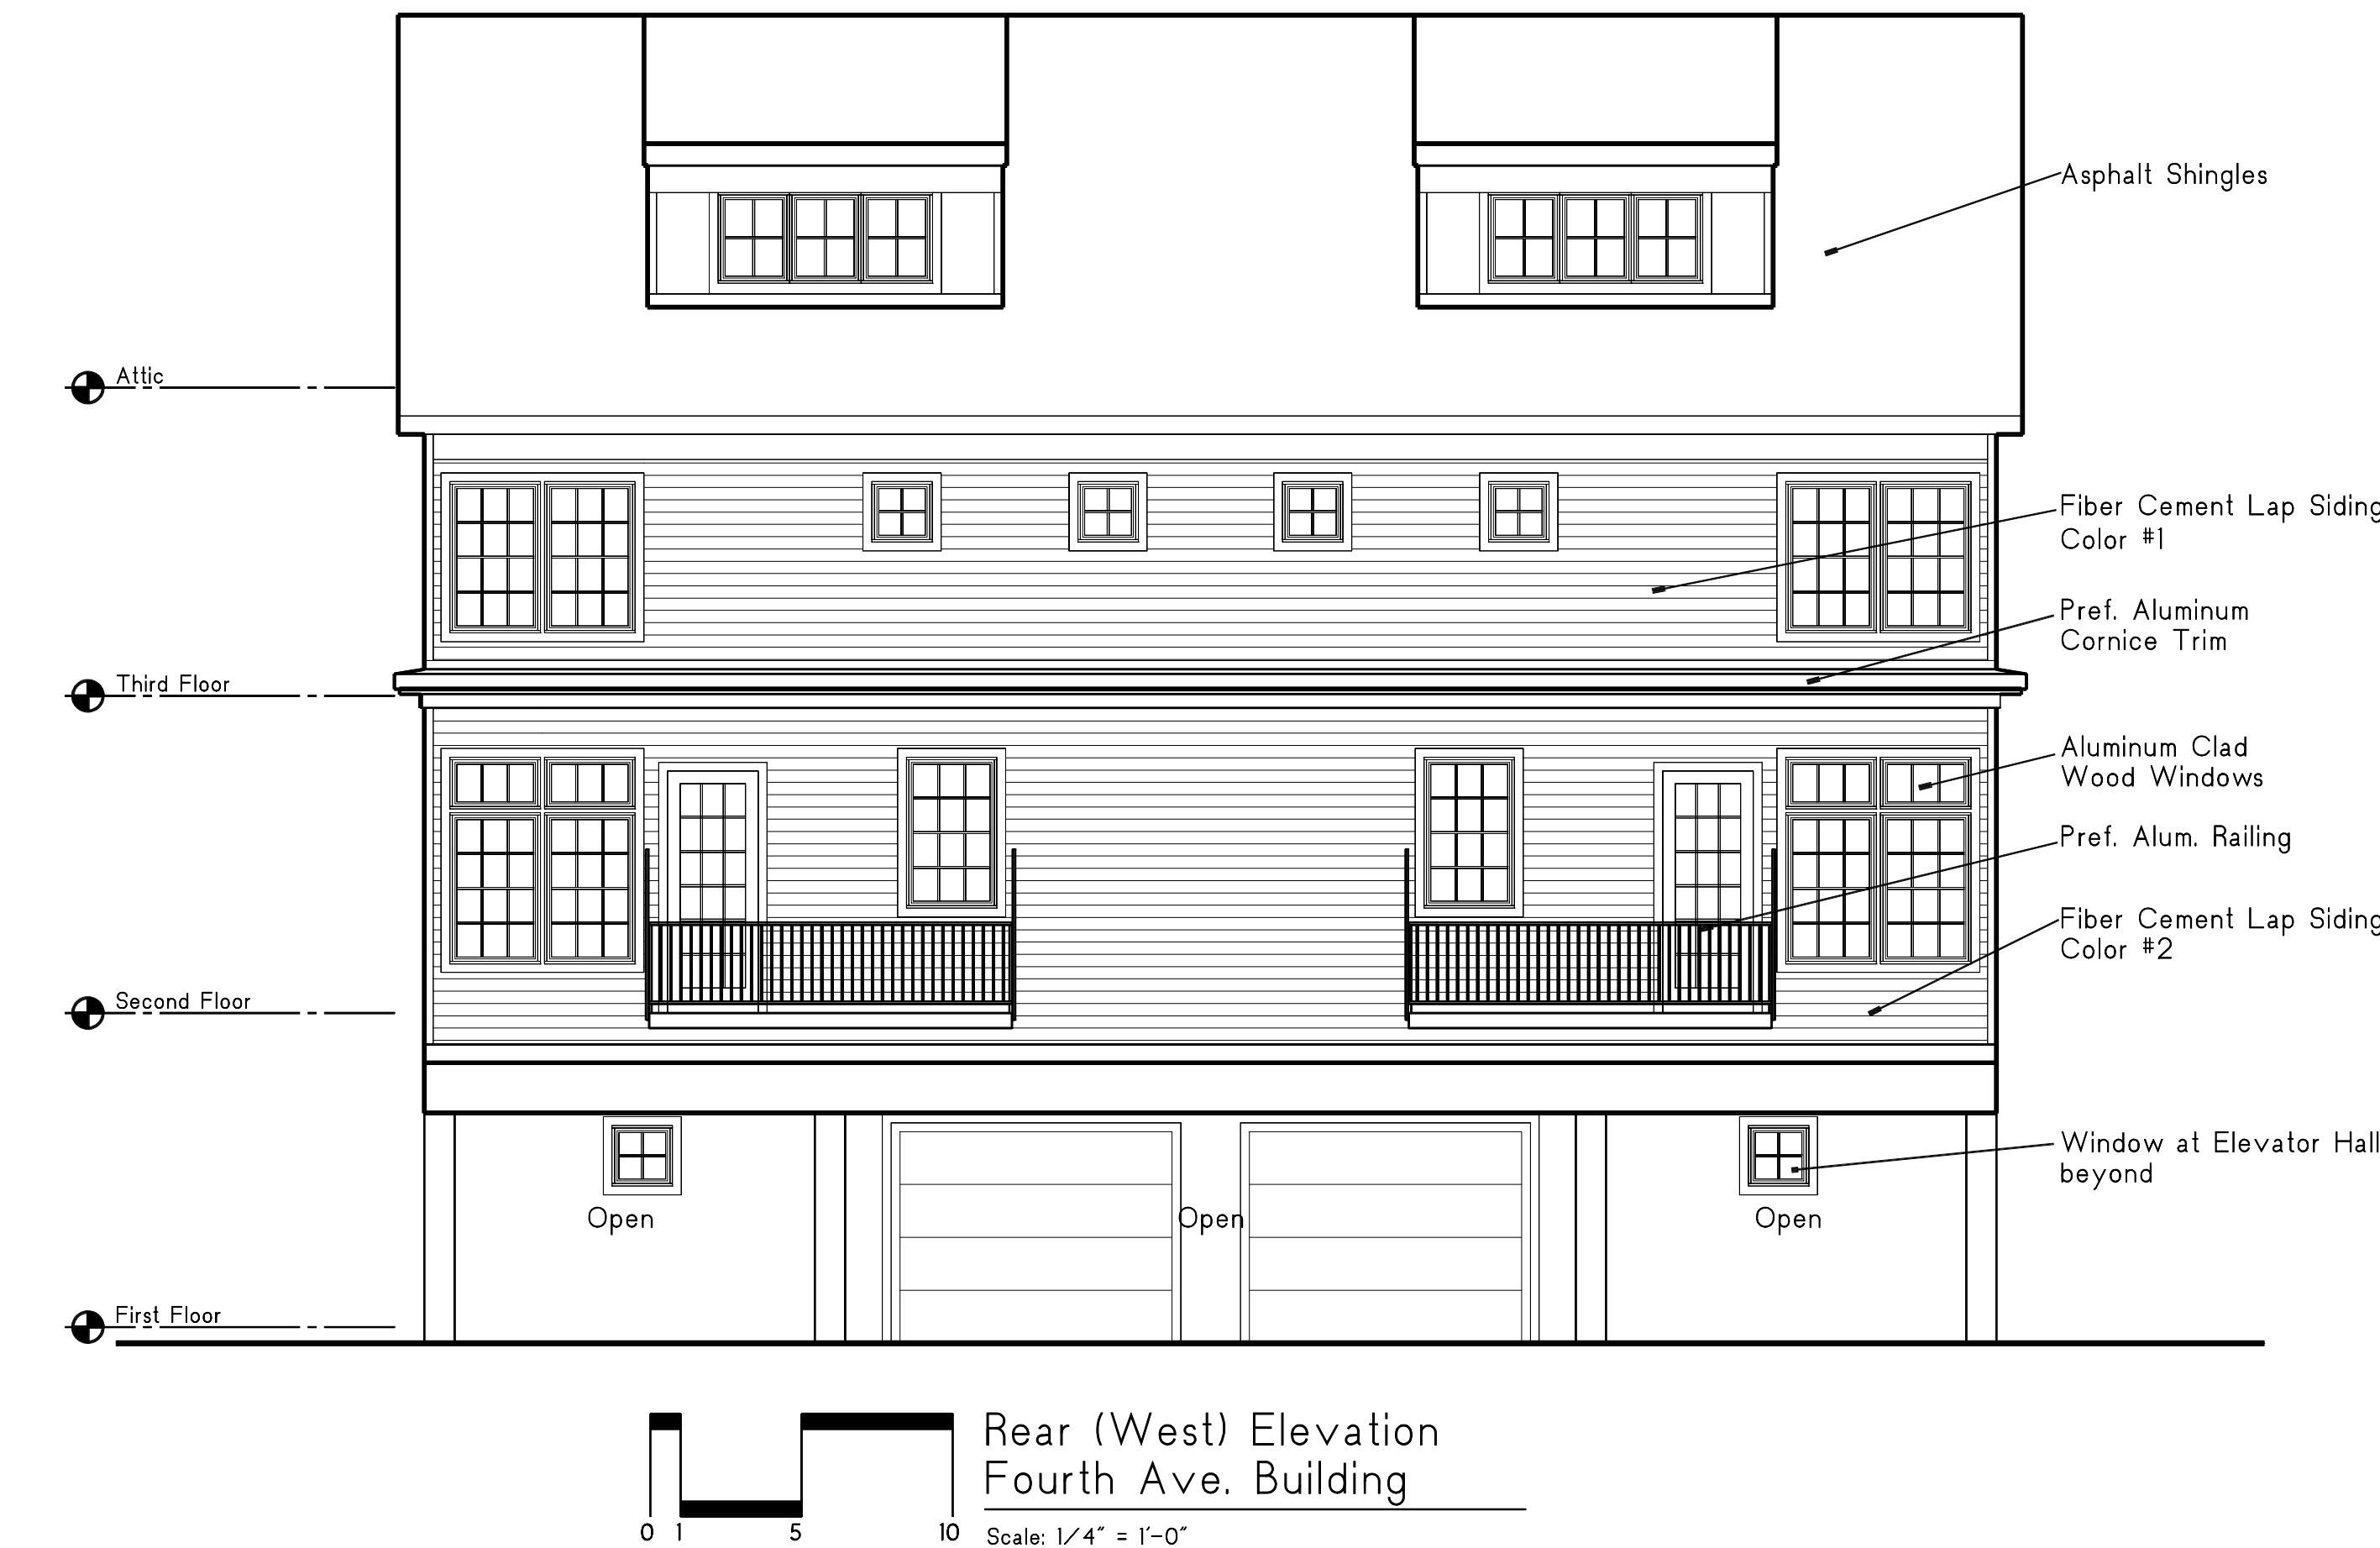 Asphalt Shingles
Attic
Fiber Cement Lap Siding
Color #1
Pref. Aluminum
Cornice Trim
Third Floor
Aluminum Clad
Wood Windows
Pref. Alum. Railing
Fiber Cement Lap Siding
Color #2
Second Floor
Window at Elevator Hall
beyond
Open Open Open
First Floor
Rear (West) Elevation
Fourth Ave. Building
0 1 5 10
Scale: 1/4" = 1'-0"